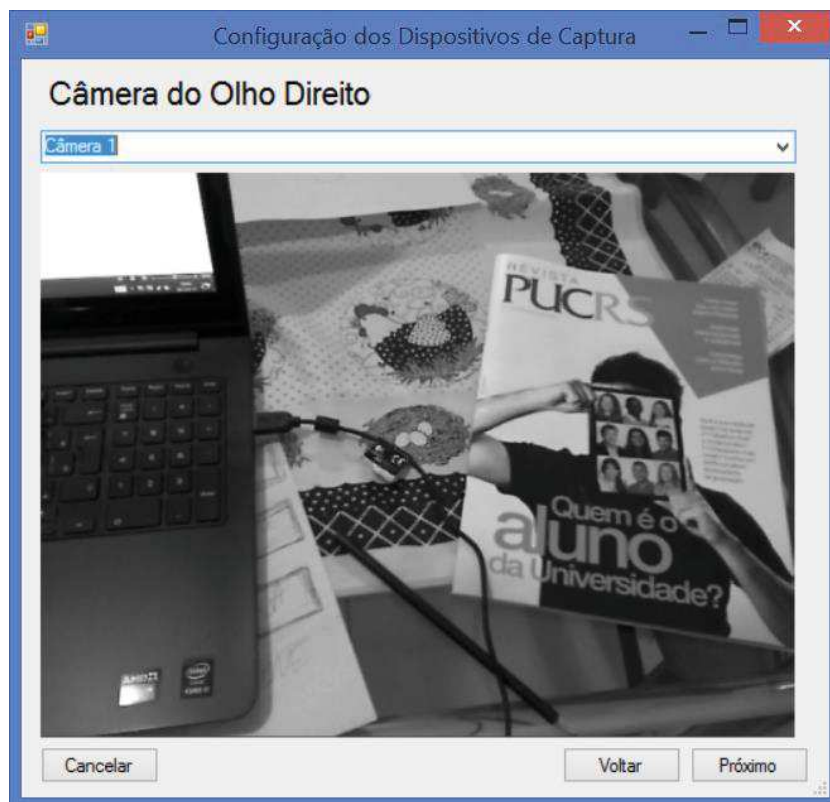 Configuração dos Dispositivos de Captura
Câmera do Olho Direito
Câmera 1
REVISTA
PUCRS
Quem é o
aluno
da Universidade?
Cancelar
Voltar
Próximo